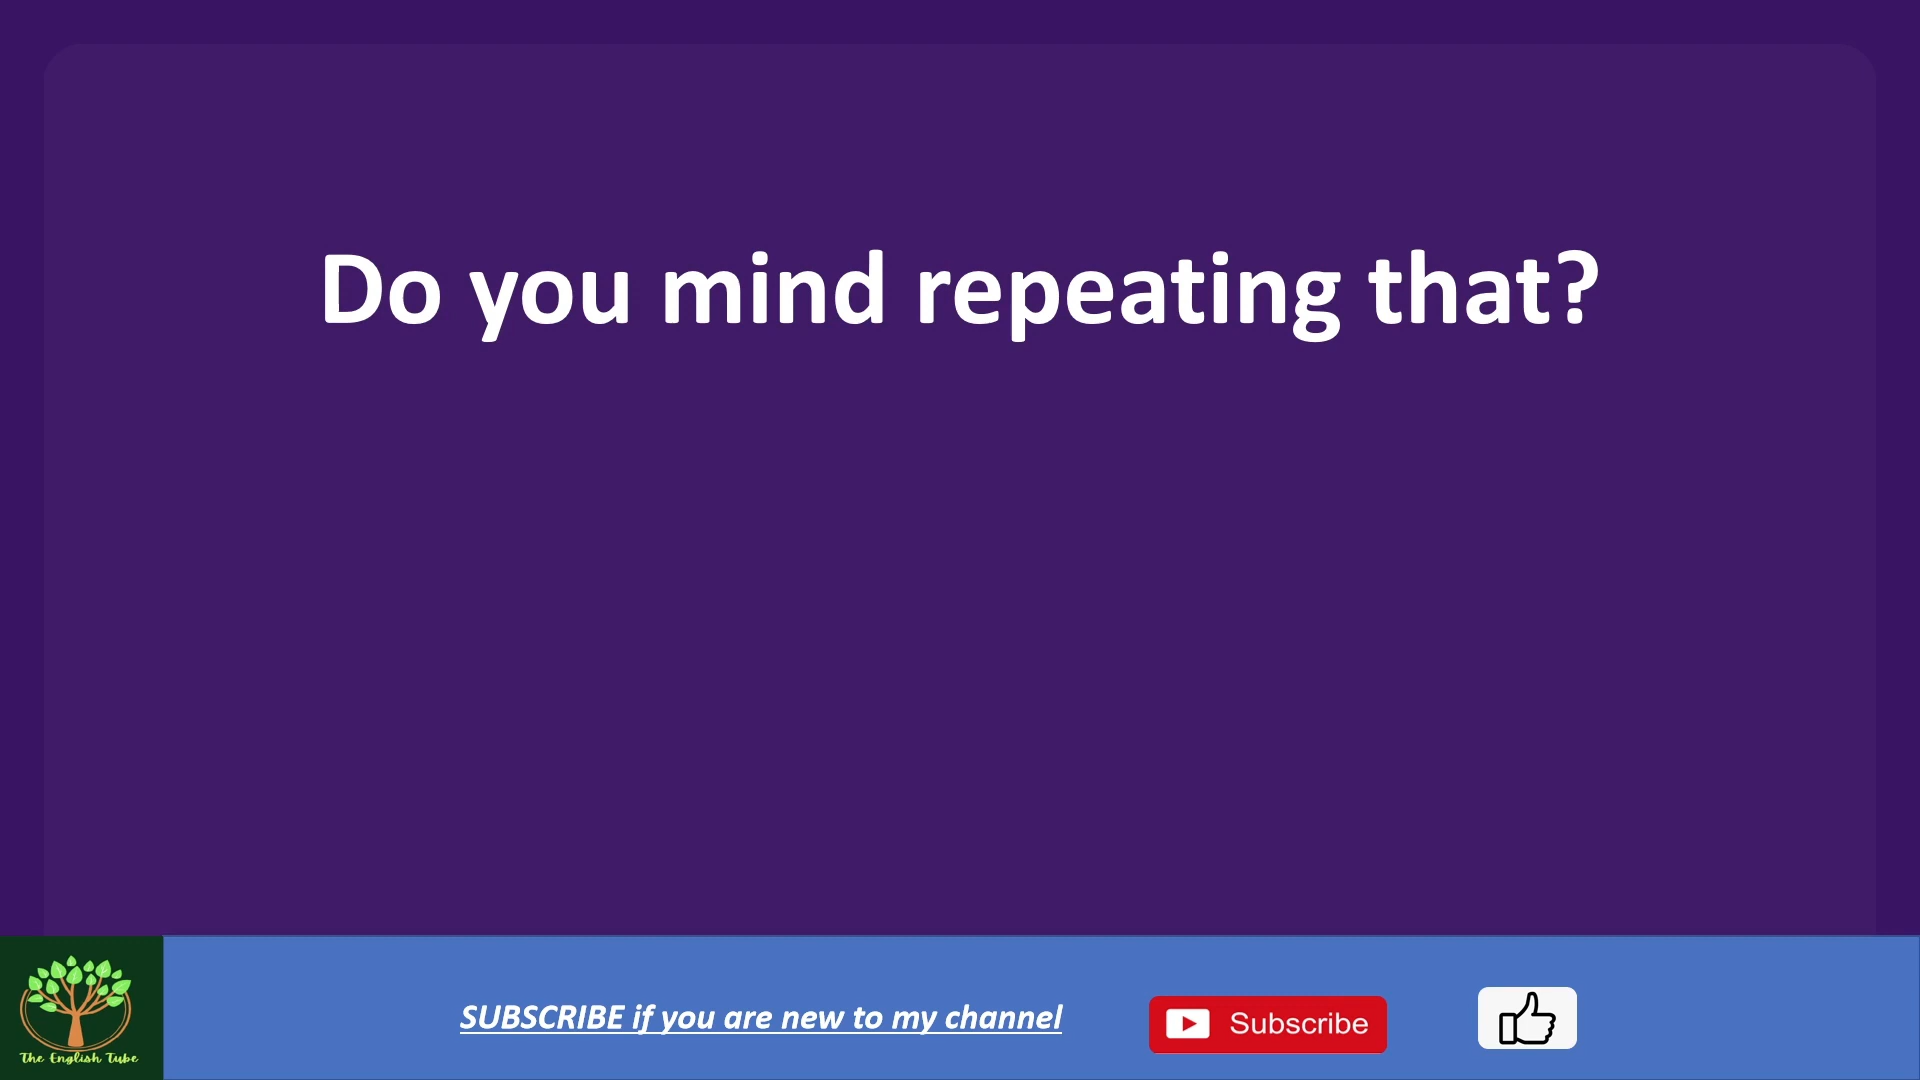 Do you mind repeating that?
SUBSCRIBE if you are new to my channel
Subscribe
The English Tube